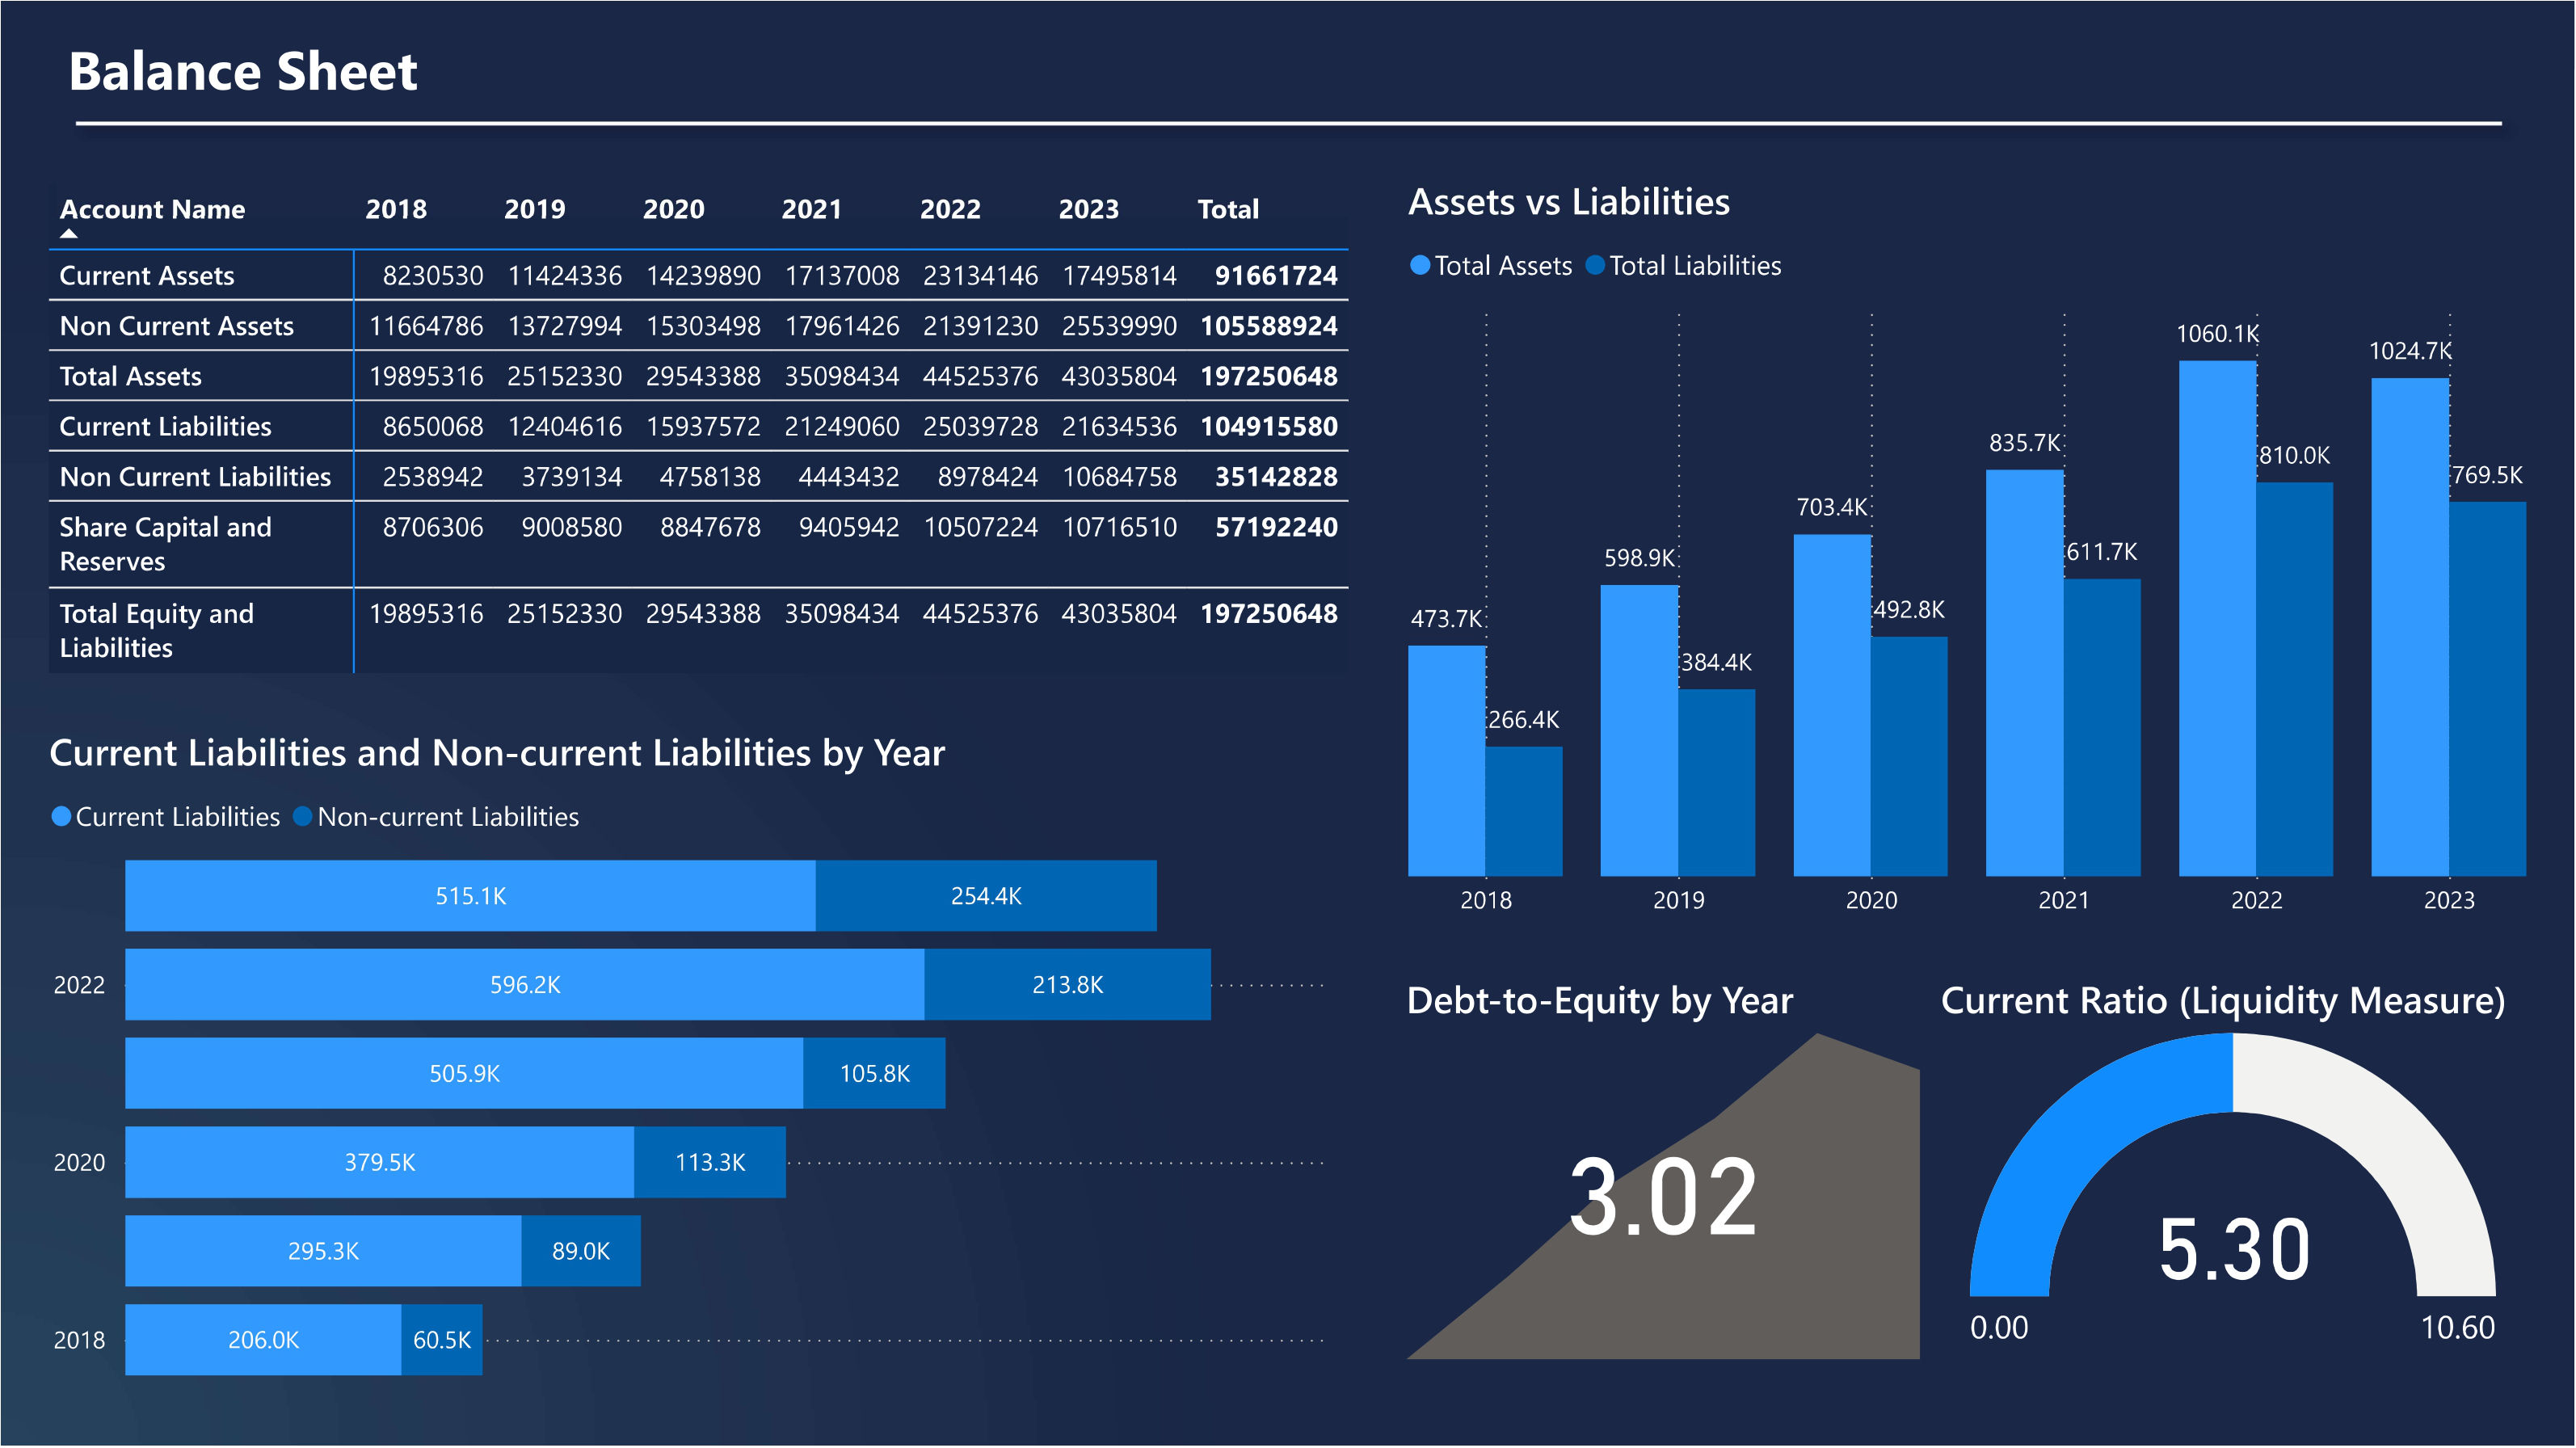 Balance Sheet
Account Name 2018 2019 2020 2021 2022 2023 Total
Current Assets 8230530 11424336 14239890 17137008 23134146 17495814 91661724
Non Current Assets 11664786 13727994 15303498 17961426 21391230 25539990 105588924
Total Assets 19895316 25152330 29543388 35098434 44525376 43035804 197250648
Current Liabilities 8650068 12404616 15937572 21249060 25039728 21634536 104915580
Non Current Liabilities 2538942 3739134 4758138 4443432 8978424 10684758 35142828
Share Capital and 8706306 9008580 8847678 9405942 10507224 10716510 57192240
Reserves
Total Equity and 19895316 25152330 29543388 35098434 44525376 43035804 197250648
Liabilities
Assets vs Liabilities
Total Assets Total Liabilities
473.7K 266.4K 598.9K 384.4K 703.4K 492.8K 835.7K 611.7K 1060.1K 810.0K 1024.7K 769.5K
2018 2019 2020 2021 2022 2023
Current Liabilities and Non-current Liabilities by Year
Current Liabilities Non-current Liabilities
515.1K 254.4K
2022 596.2K 213.8K
505.9K 105.8K
2020 379.5K 113.3K
295.3K 89.0K
2018 206.0K 60.5K
Debt-to-Equity by Year
3.02
Current Ratio (Liquidity Measure)
5.30
0.00 10.60